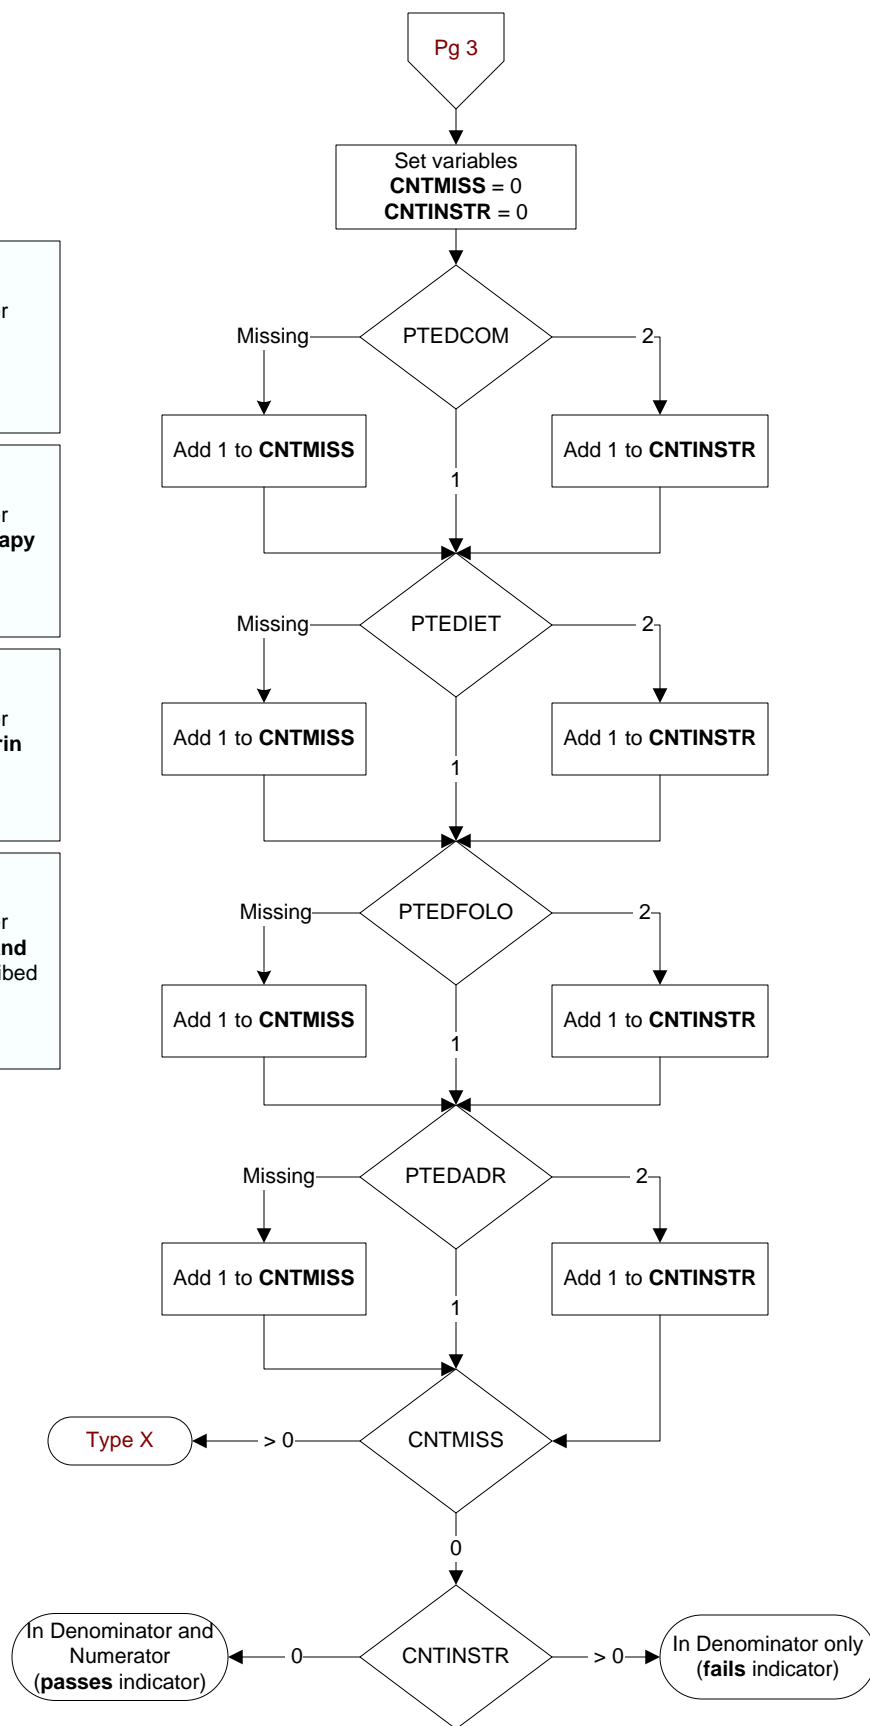 Pg 3
Set variables
CNTMISS = 0
CNTINSTR = 0
PTEDCOM
Missing
2
Add 1 to CNTMISS
Add 1 to CNTINSTR
1
PTEDIET
Missing
2
Add 1 to CNTMISS
Add 1 to CNTINSTR
1
PTEDFOLO
Missing
2
Add 1 to CNTMISS
Add 1 to CNTINSTR
1
PTEDADR
Missing
2
Add 1 to CNTMISS
Add 1 to CNTINSTR
1
CNTMISS
> 0
Type X
0
CNTINSTR
0
In Denominator and
Numerator
(passes indicator)
> 0
In Denominator only
(fails indicator)